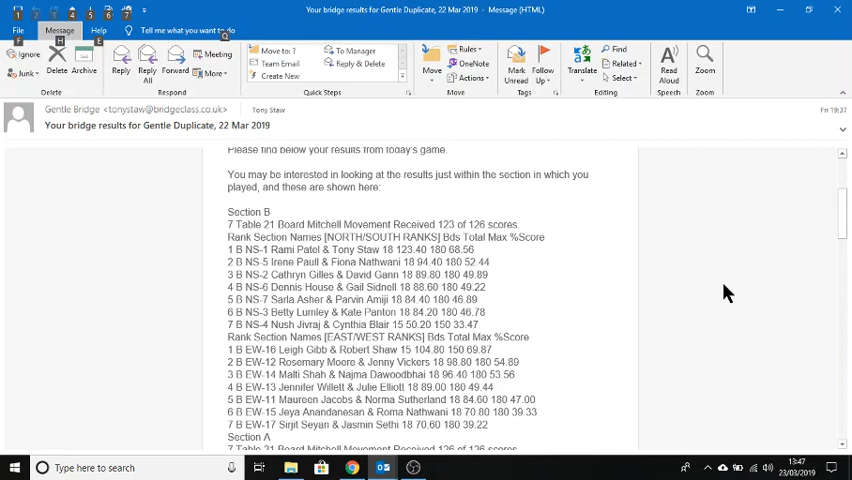 Your bridge results for Gentle Duplicate, 22 Mar 2019 - Message (HTML)
File Message Help Tell me what you want to do
Ignore
Junk
Delete
Archive
Reply
Reply All
Forward
Meeting
More
Move to: ?
Team Email
Create New
To Manager
Reply & Delete
Move
Rules
OneNote
Actions
Mark Unread
Follow Up
Translate
Find
Related
Select
Read Aloud
Zoom
Delete
Respond
Quick Steps
Move
Tags
Editing
Speech
Zoom
Gentle Bridge <tonystaw@bridgeclass.co.uk> Tony Staw
Fri 19:37
Your bridge results for Gentle Duplicate, 22 Mar 2019
Please find below your results from today's game.
You may be interested in looking at the results just within the section in which you
played, and these are shown here:
Section B
7 Table 21 Board Mitchell Movement Received 123 of 126 scores.
Rank Section Names [NORTH/SOUTH RANKS] Bds Total Max %Score
1 B NS-1 Rami Patel & Tony Staw 18 123.40 180 68.56
2 B NS-5 Irene Paull & Fiona Nathwani 18 94.40 180 52.44
3 B NS-2 Cathryn Gilles & David Gann 18 89.80 180 49.89
4 B NS-6 Dennis House & Gail Sidnell 18 88.60 180 49.22
5 B NS-7 Sarla Asher & Parvin Amiji 18 84.40 180 46.89
6 B NS-3 Betty Lumley & Kate Panton 18 84.20 180 46.78
7 B NS-4 Nush Jivraj & Cynthia Blair 15 50.20 150 33.47
Rank Section Names [EAST/WEST RANKS] Bds Total Max %Score
1 B EW-16 Leigh Gibb & Robert Shaw 15 104.80 150 69.87
2 B EW-12 Rosemary Moore & Jenny Vickers 18 98.80 180 54.89
3 B EW-14 Malti Shah & Najma Dawoodbhai 18 96.40 180 53.56
4 B EW-13 Jennifer Willett & Julie Elliott 18 89.00 180 49.44
5 B EW-11 Maureen Jacobs & Norma Sutherland 18 84.60 180 47.00
6 B EW-15 Jeya Anandanesan & Roma Nathwani 18 70.80 180 39.33
7 B EW-17 Sirjit Seyan & Jasmin Sethi 18 70.60 180 39.22
Section A
7 Table 21 Board Mitchell Movement Received 126 of 126 scores.
Type here to search
13:47
23/03/2019